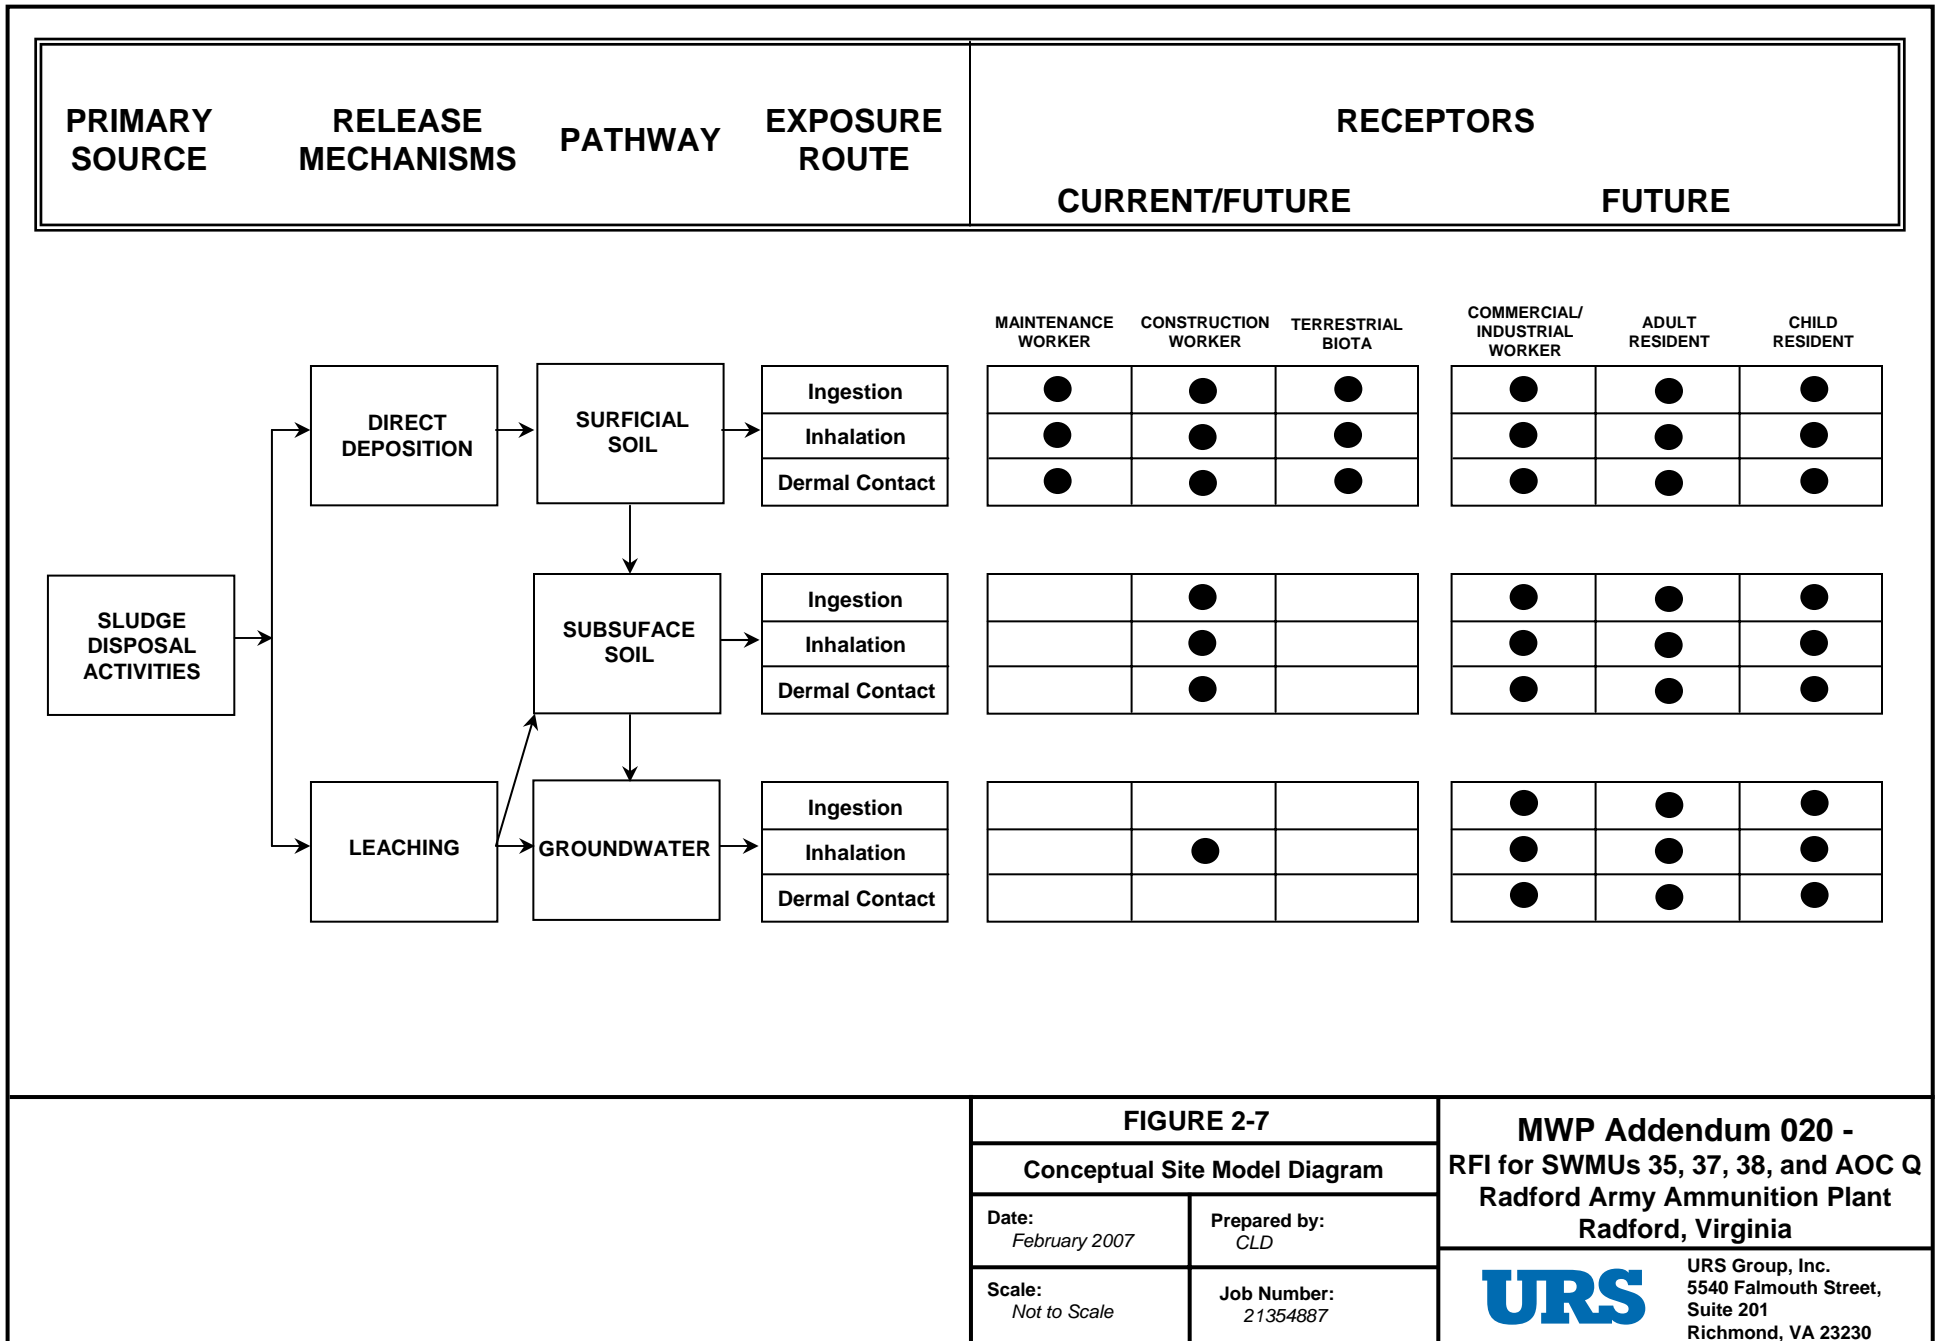 PRIMARY
SOURCE
RELEASE
MECHANISMS
PATHWAY
EXPOSURE
ROUTE
RECEPTORS
CURRENT/FUTURE
FUTURE
MAINTENANCE
WORKER
CONSTRUCTION
WORKER
TERRESTRIAL
BIOTA
COMMERCIAL/
INDUSTRIAL
WORKER
ADULT
RESIDENT
CHILD
RESIDENT
DIRECT
DEPOSITION
SURFICIAL
SOIL
Ingestion
Inhalation
Dermal Contact
SLUDGE
DISPOSAL
ACTIVITIES
SUBSUFACE
SOIL
Ingestion
Inhalation
Dermal Contact
LEACHING
GROUNDWATER
Ingestion
Inhalation
Dermal Contact
FIGURE 2-7
Conceptual Site Model Diagram
Date:
February 2007
Prepared by:
CLD
Scale:
Not to Scale
Job Number:
21354887
MWP Addendum 020 -
RFI for SWMUs 35, 37, 38, and AOC Q
Radford Army Ammunition Plant
Radford, Virginia
URS
URS Group, Inc.
5540 Falmouth Street,
Suite 201
Richmond, VA 23230